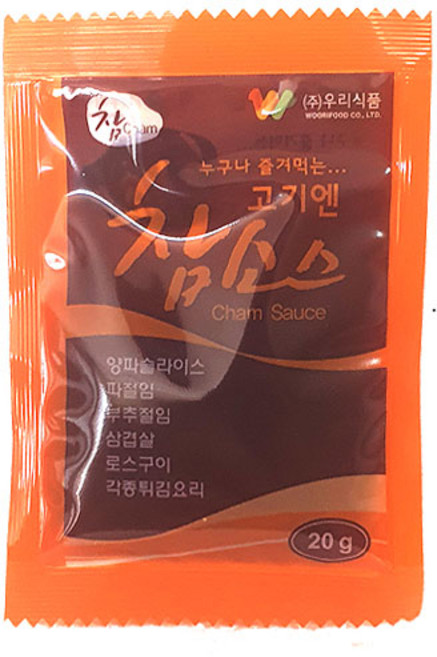 참 Cham
(주)우리식품
WOORIFOOD CO., LTD.
누구나 즐겨먹는...
고기엔
참소스
Cham Sauce
양파슬라이스
파절임
부추절임
삼겹살
로스구이
각종튀김요리
20 g